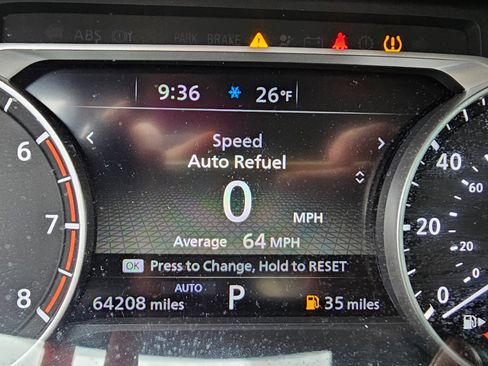 ABS PARK BRAKE
9:36 26°F
Speed
Auto Refuel
0 MPH
Average 64 MPH
OK Press to Change, Hold to RESET
AUTO
64208 miles P 35 miles
6
7
8
40
60
20
20
0
0